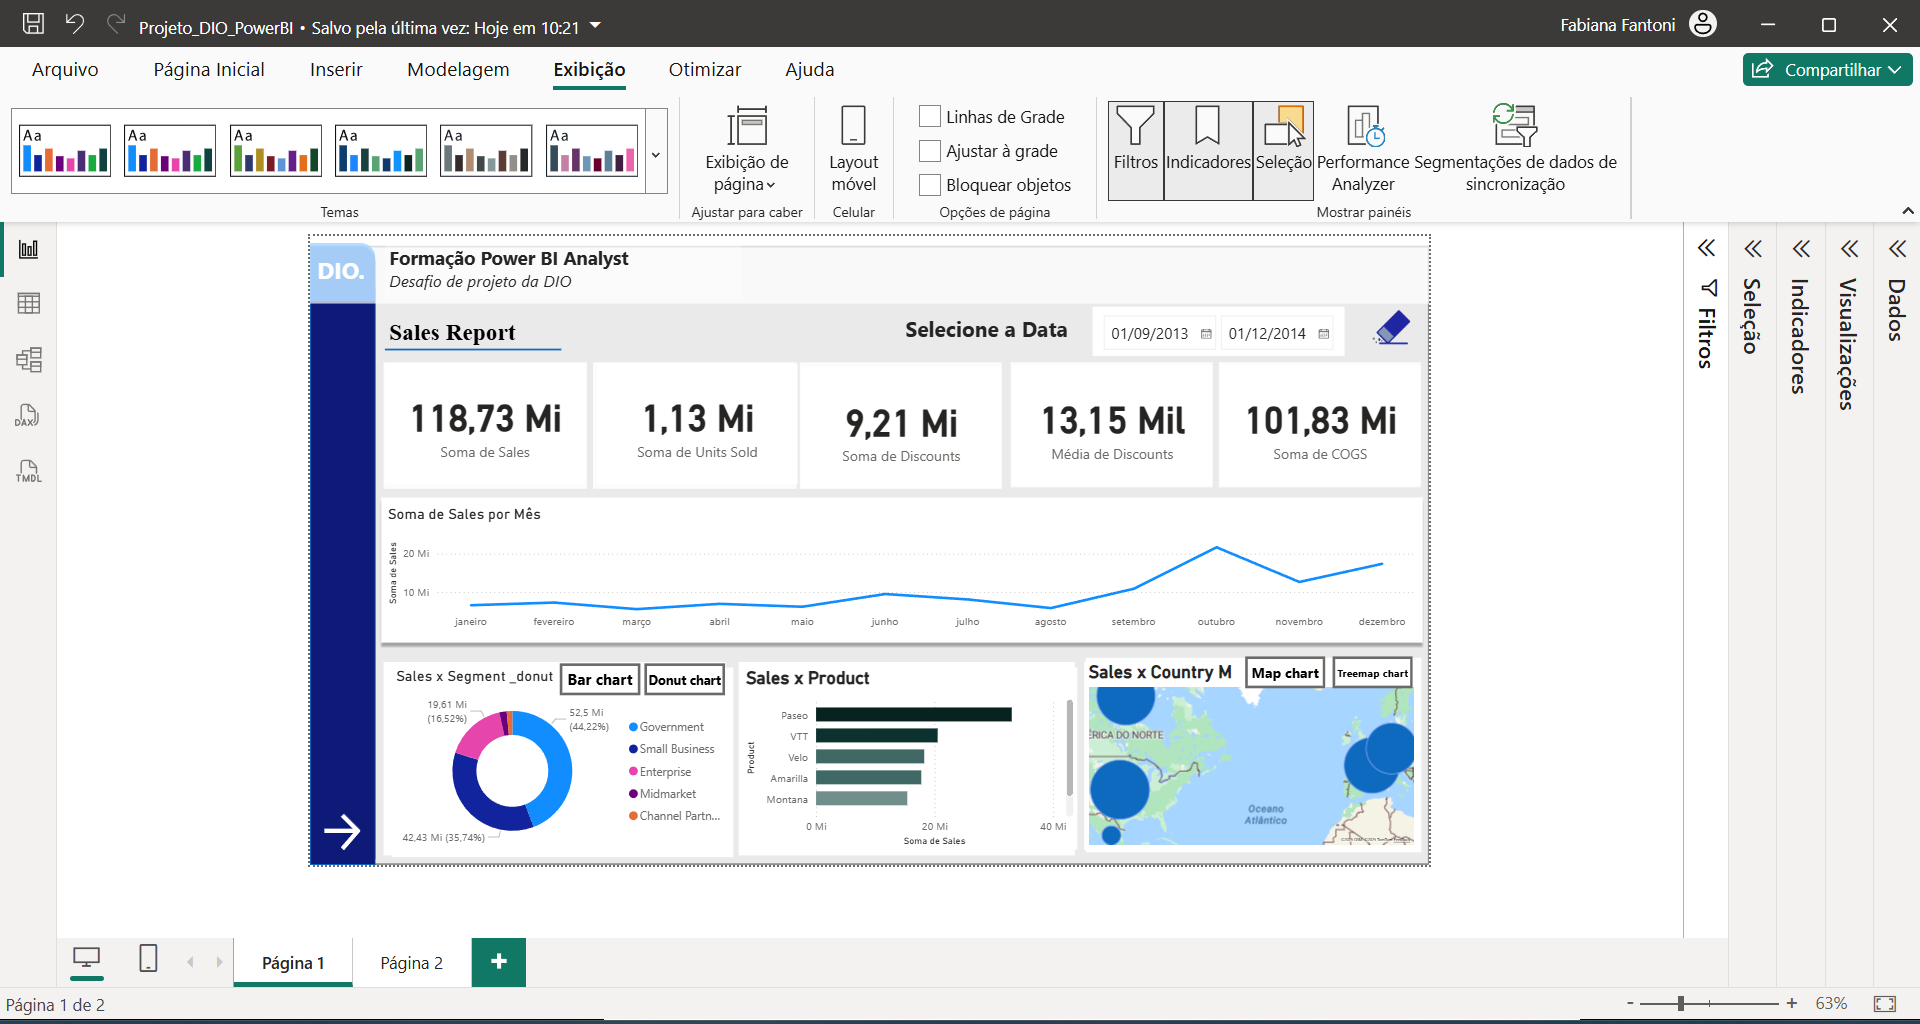 Projeto_DIO_PowerBI • Salvo pela última vez: Hoje em 10:21
Fabiana Fantoni
Arquivo
Página Inicial
Inserir
Modelagem
Exibição
Otimizar
Ajuda
Compartilhar
Aa
Aa
Aa
Aa
Aa
Aa
Temas
Exibição de
página
Ajustar para caber
Layout
móvel
Celular
Linhas de Grade
Ajustar à grade
Bloquear objetos
Opções de página
Filtros
Indicadores
Seleção
Performance
Analyzer
Segmentações de dados de
sincronização
Mostrar painéis
DAX
TMDL
DIO.
Formação Power BI Analyst
Desafio de projeto da DIO
Sales Report
Selecione a Data
01/09/2013
01/12/2014
118,73 Mi
Soma de Sales
1,13 Mi
Soma de Units Sold
9,21 Mi
Soma de Discounts
13,15 Mil
Média de Discounts
101,83 Mi
Soma de COGS
Soma de Sales por Mês
Soma de Sales
20 Mi
10 Mi
janeiro
fevereiro
março
abril
maio
junho
julho
agosto
setembro
outubro
novembro
dezembro
Sales x Segment _donut
Bar chart
Donut chart
19,61 Mi
(16,52%)
52,5 Mi
(44,22%)
42,43 Mi (35,74%)
Government
Small Business
Enterprise
Midmarket
Channel Partn...
Sales x Product
Product
Paseo
VTT
Velo
Amarilla
Montana
0 Mi
20 Mi
40 Mi
Soma de Sales
Sales x Country M
Map chart
Treemap chart
ÉRICA DO NORTE
Oceano
Atlântico
Filtros
Seleção
Indicadores
Visualizações
Dados
Página 1
Página 2
+
Página 1 de 2
- + 63%